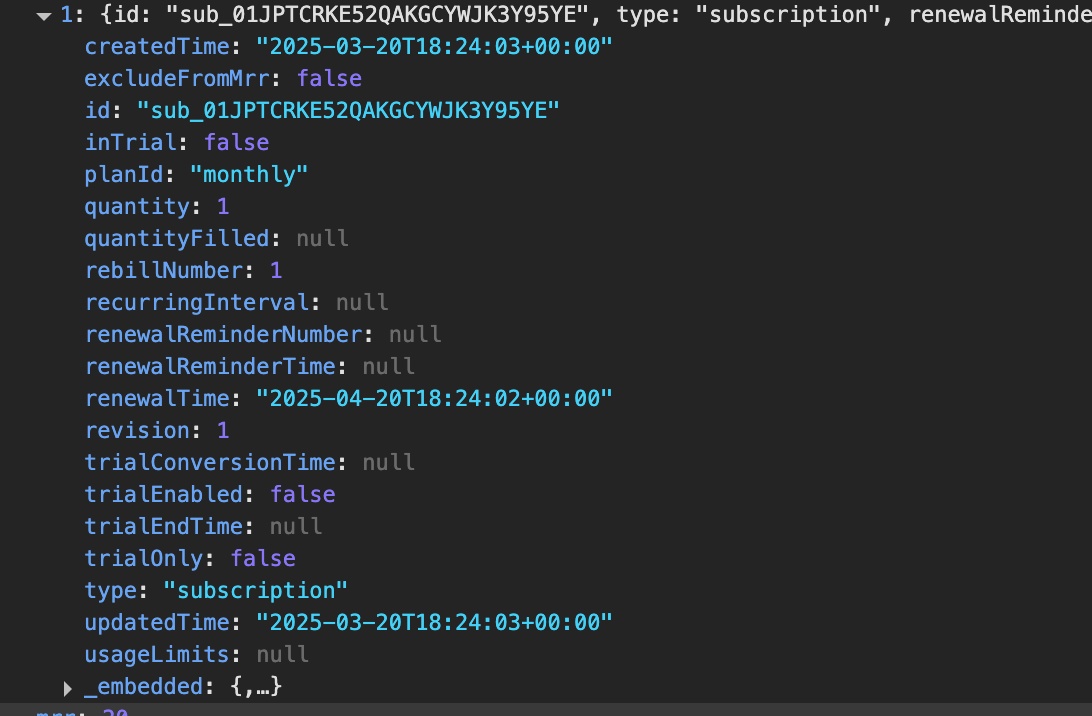 1: {id: "sub_01JPTCRKE52QAKGCYWJK3Y95YE", type: "subscription", renewalReminde
createdTime: "2025-03-20T18:24:03+00:00"
excludeFromMrr: false
id: "sub_01JPTCRKE52QAKGCYWJK3Y95YE"
inTrial: false
planId: "monthly"
quantity: 1
quantityFilled: null
rebillNumber: 1
recurringInterval: null
renewalReminderNumber: null
renewalReminderTime: null
renewalTime: "2025-04-20T18:24:02+00:00"
revision: 1
trialConversionTime: null
trialEnabled: false
trialEndTime: null
trialOnly: false
type: "subscription"
updatedTime: "2025-03-20T18:24:03+00:00"
usageLimits: null
_embedded: {,…}
mrr: 20